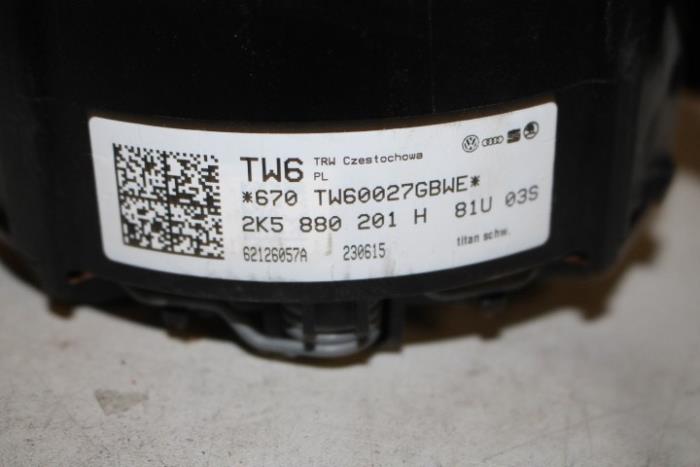 TW6 TRW Czestochowa
PL
*670 TW60027GBWE*
2K5 880 201 H 81U 03S
62126057A 230615 titan schw.